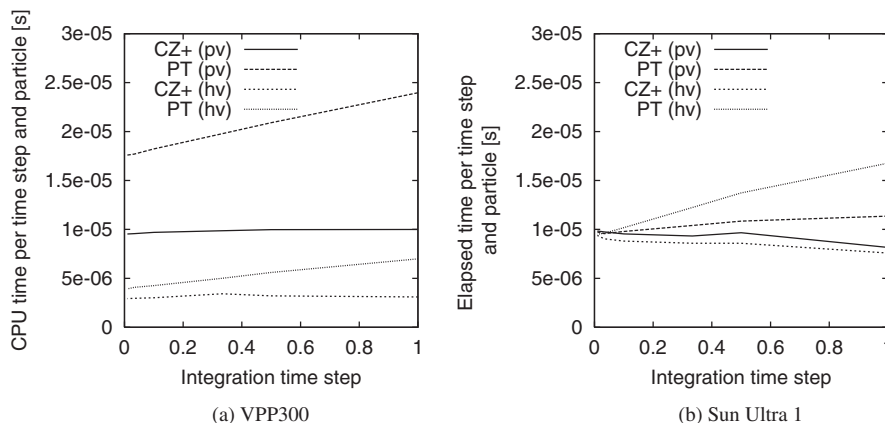 CPU time per time step and particle [s]
3e-05
2.5e-05
2e-05
1.5e-05
1e-05
5e-06
0
CZ+ (pv)
PT (pv)
CZ+ (hv)
PT (hv)
0 0.2 0.4 0.6 0.8 1
Integration time step
(a) VPP300
Elapsed time per time step
and particle [s]
3e-05
2.5e-05
2e-05
1.5e-05
1e-05
5e-06
0
CZ+ (pv)
PT (pv)
CZ+ (hv)
PT (hv)
0 0.2 0.4 0.6 0.8 1
Integration time step
(b) Sun Ultra 1